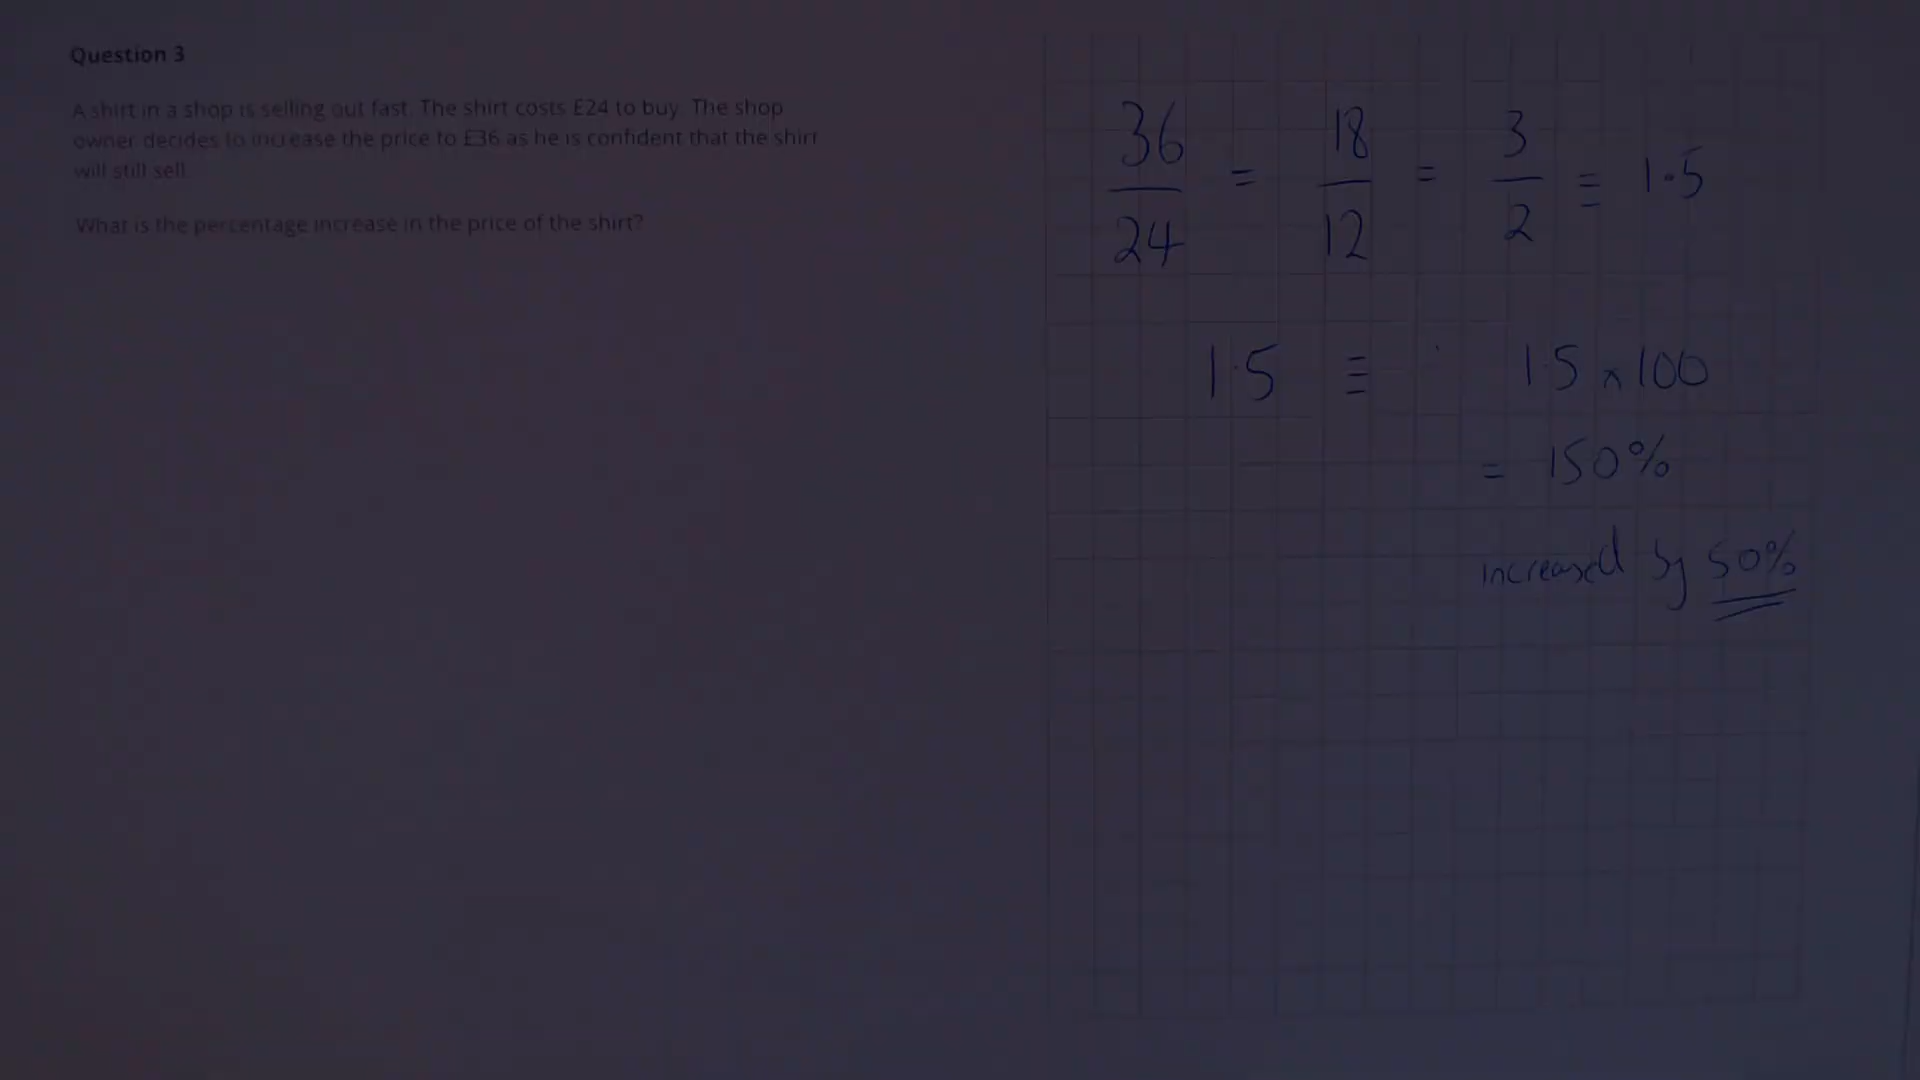 Question 3
A shirt in a shop is selling out fast. The shirt costs £24 to buy. The shop
owner decides to increase the price to £36 as he is confident that the shirt
will still sell.
What is the percentage increase in the price of the shirt?
36/24 = 18/12 = 3/2 = 1.5
1.5 ≡ 1.5 × 100
= 150%
increased by 50%